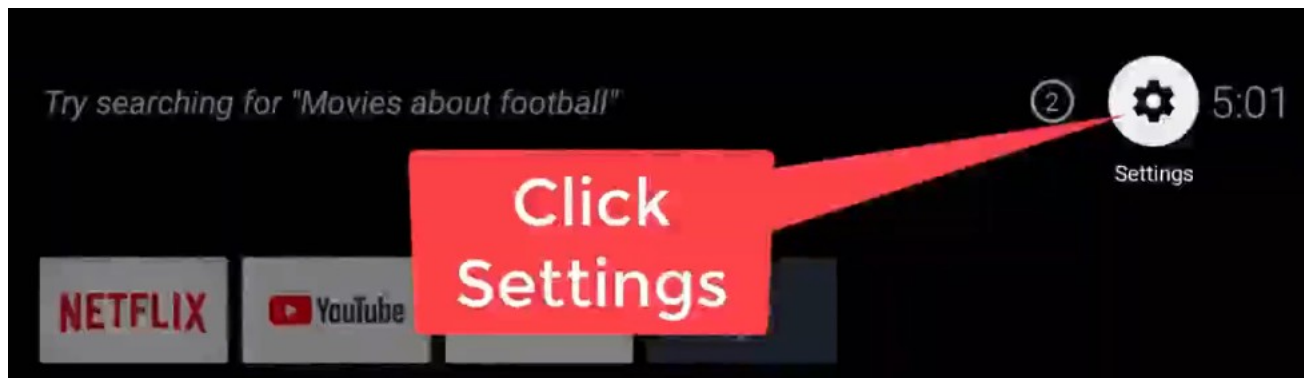 Try searching for "Movies about football"
2
5:01
Settings
Click
Settings
NETFLIX
YouTube